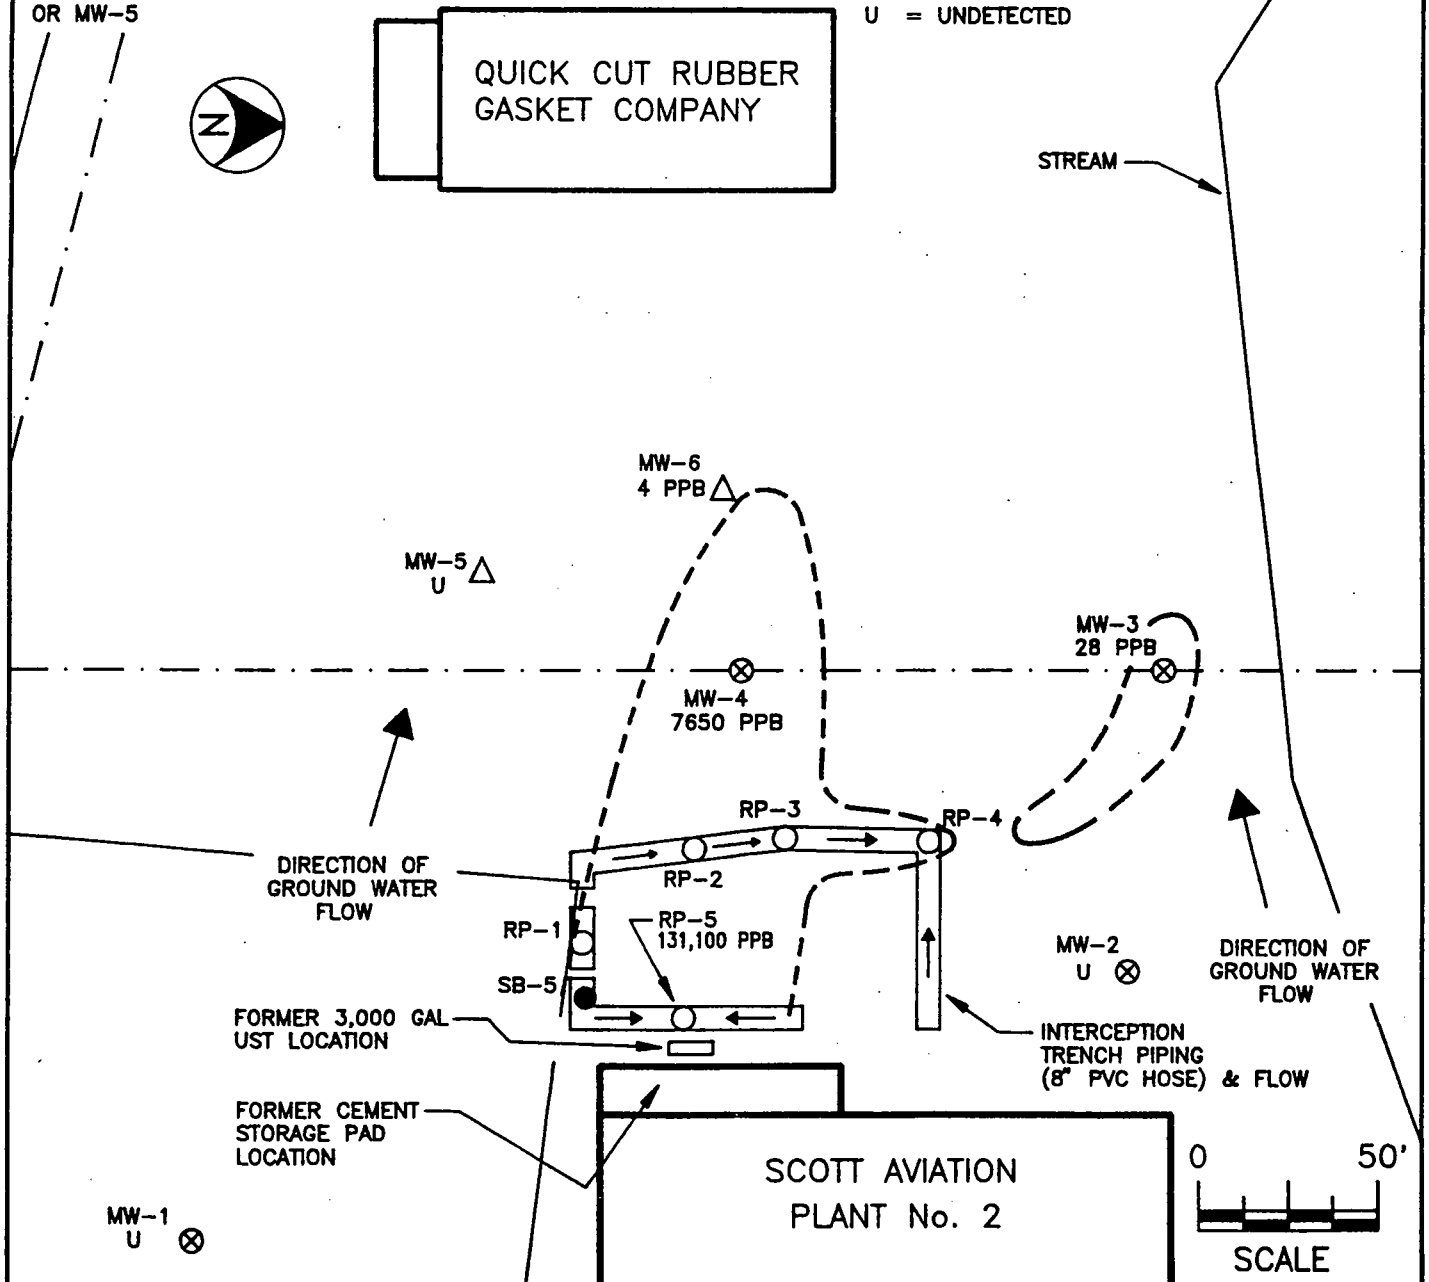 OR MW-5
U = UNDETECTED
QUICK CUT RUBBER
GASKET COMPANY
N
STREAM
MW-6
4 PPB
MW-5
U
MW-3
28 PPB
MW-4
7650 PPB
RP-3
RP-4
DIRECTION OF
GROUND WATER
FLOW
RP-2
RP-1
RP-5
131,100 PPB
MW-2
U
DIRECTION OF
GROUND WATER
FLOW
SB-5
FORMER 3,000 GAL
UST LOCATION
INTERCEPTION
TRENCH PIPING
(8" PVC HOSE) & FLOW
FORMER CEMENT
STORAGE PAD
LOCATION
SCOTT AVIATION
PLANT No. 2
0 50'
SCALE
MW-1
U